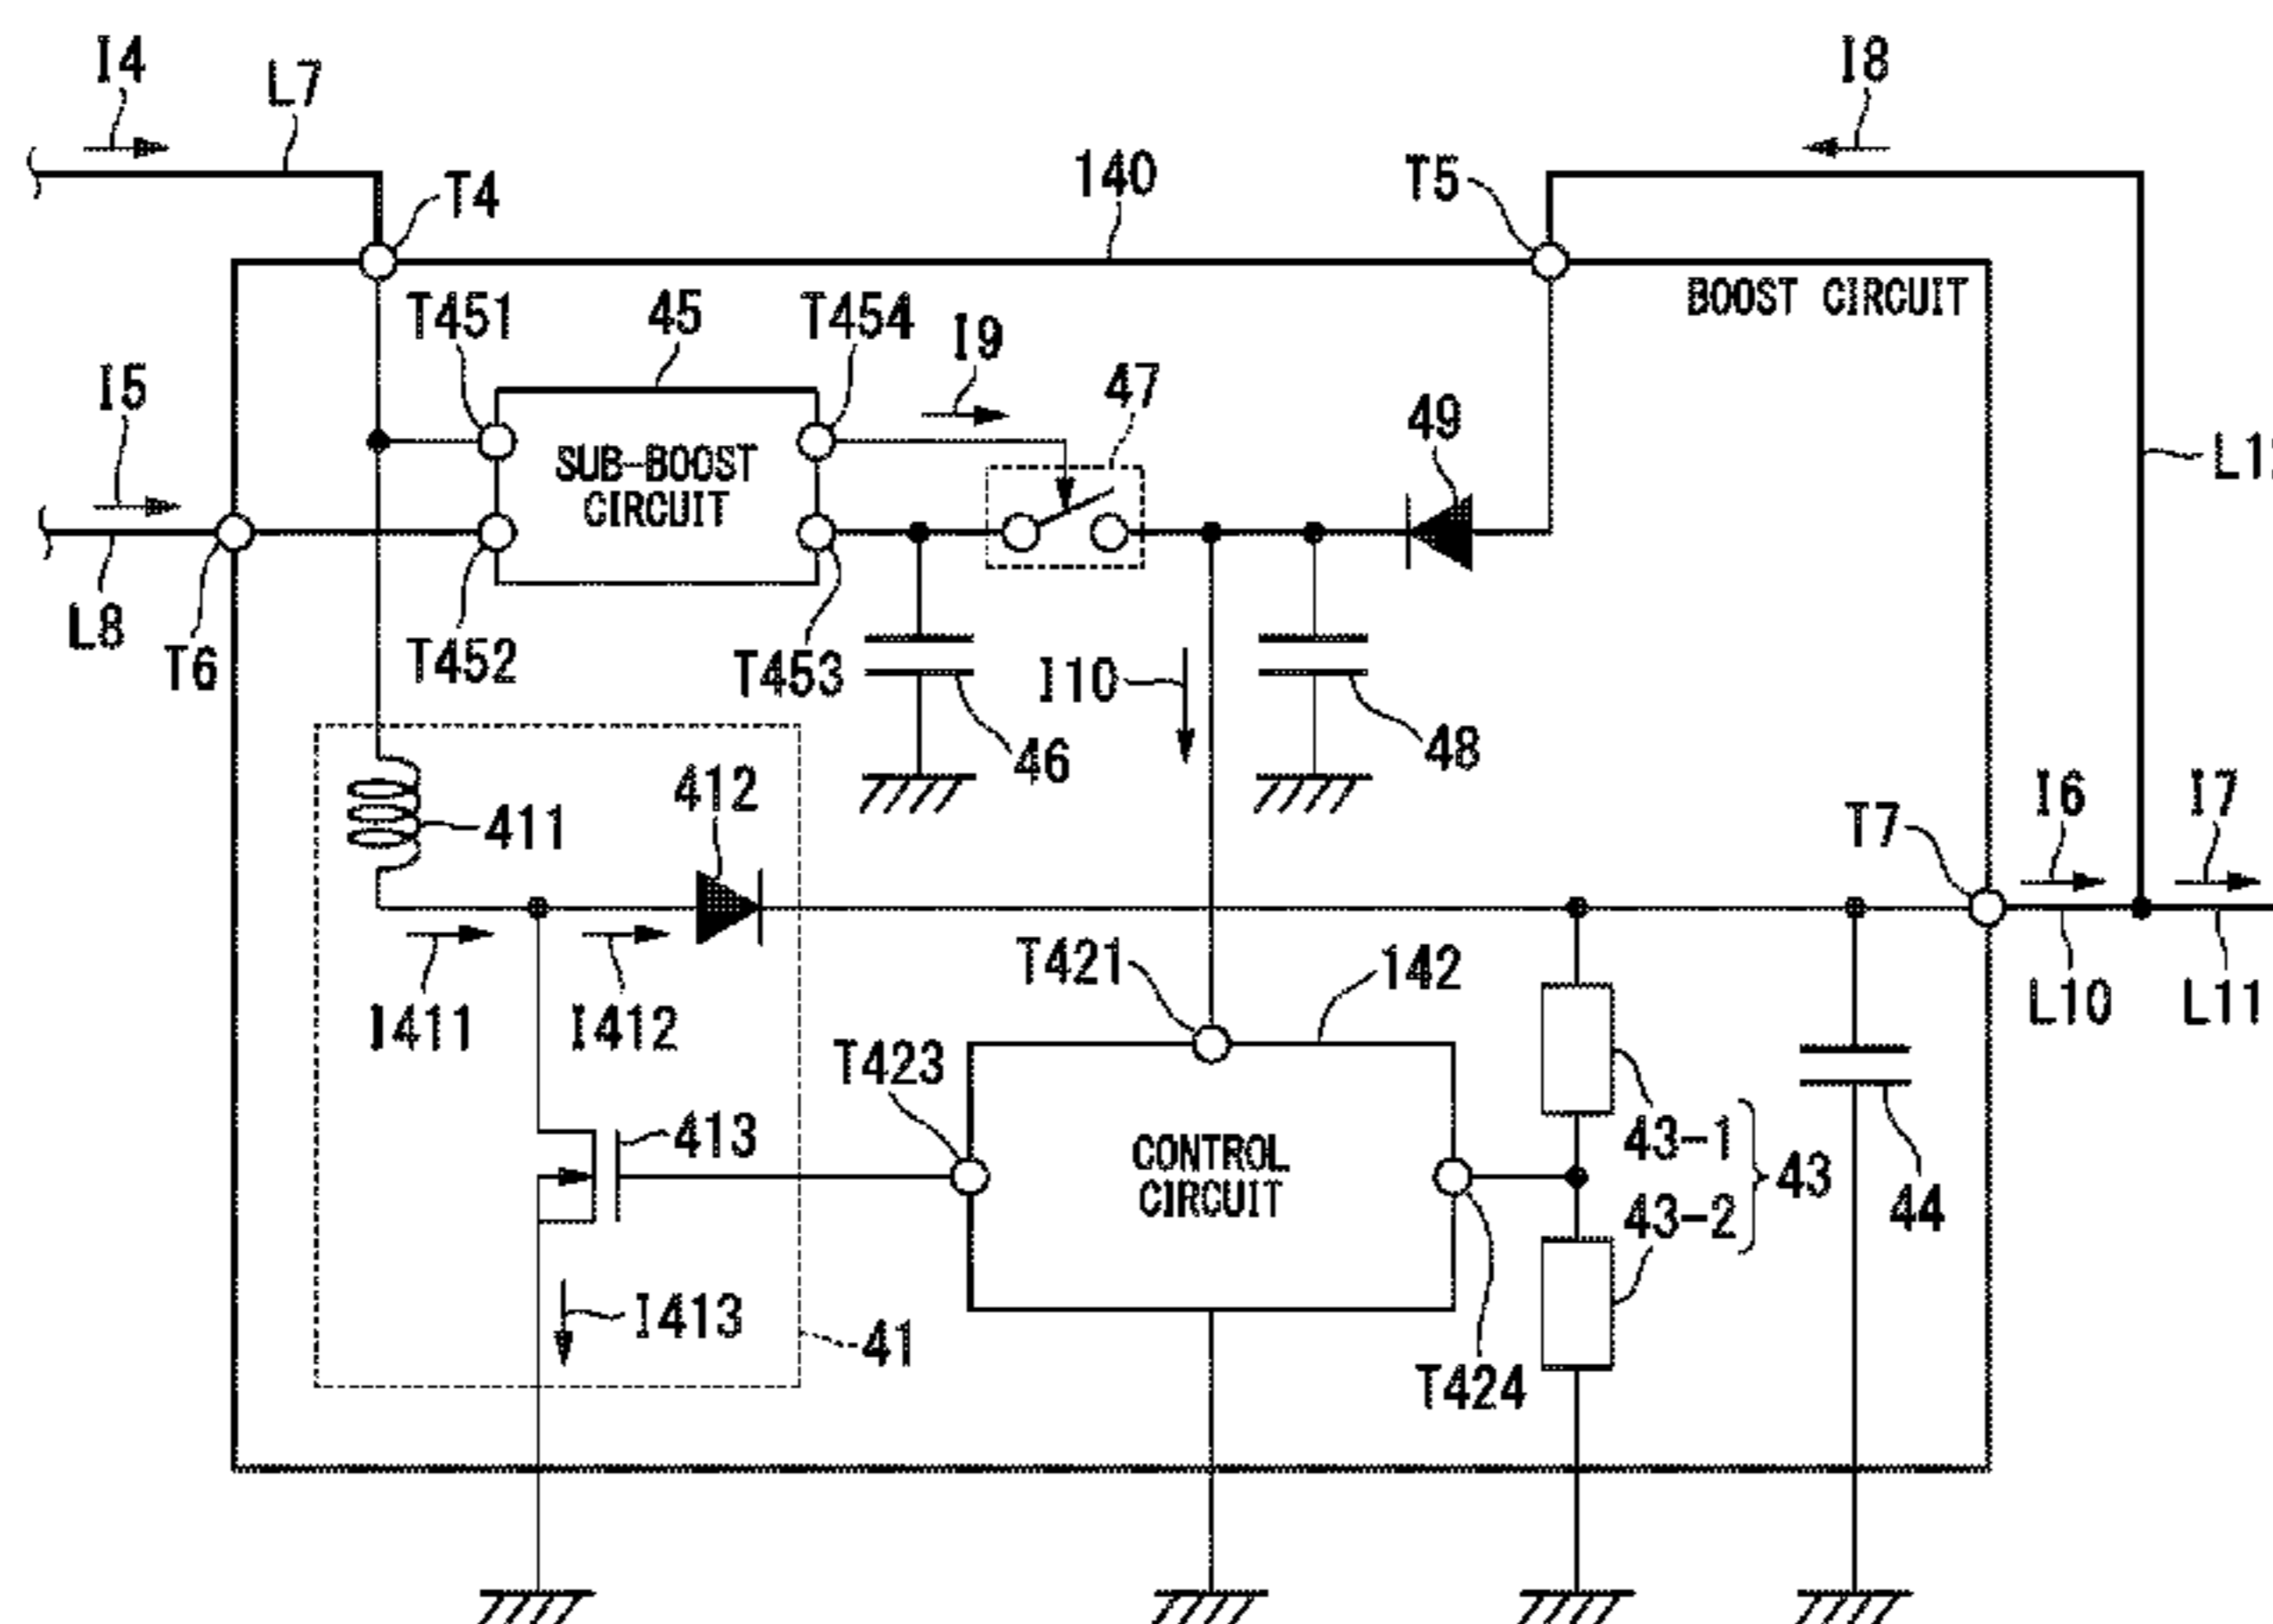 I4
L7
I8
T4
140
T5
BOOST CIRCUIT
T451
45
T454
I9
47
I5
49
SUB-BOOST
CIRCUIT
L8
T6
T452
T453
I10
46
48
411
412
T7
I6
I7
I411
I412
T421
142
L10
L11
T423
413
CONTROL
CIRCUIT
43-1
43-2
43
44
I413
41
T424